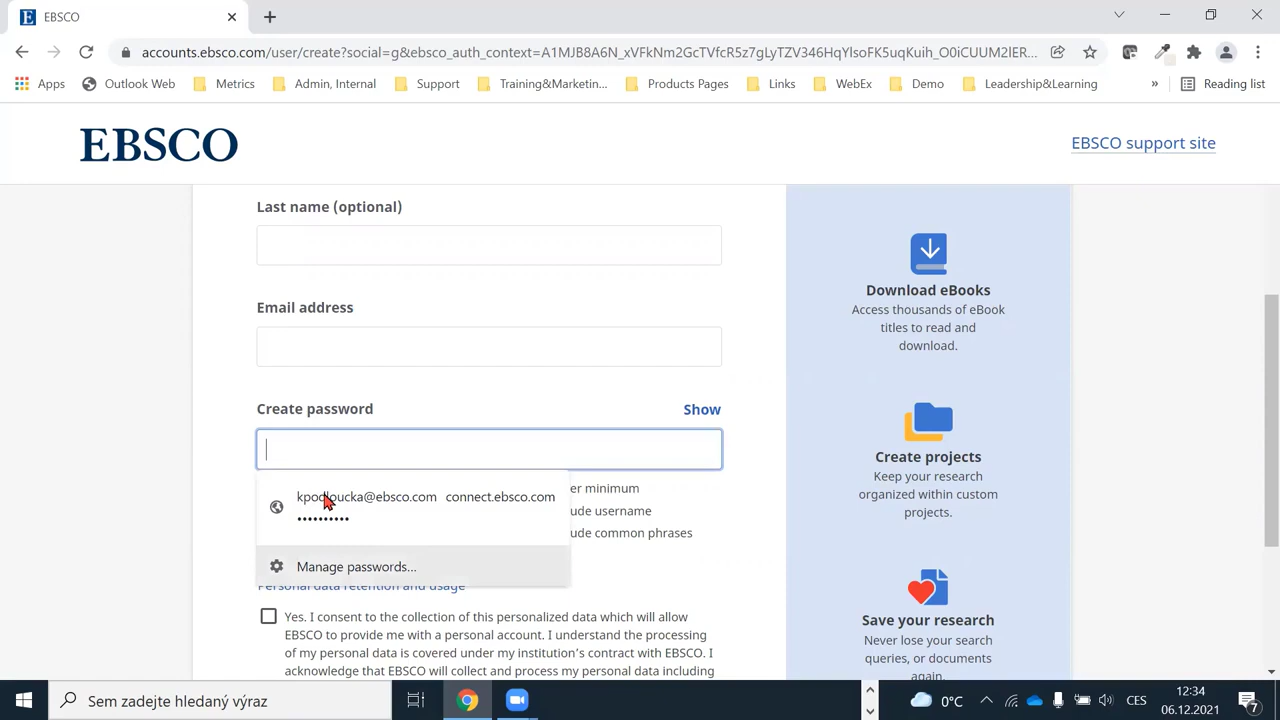 EBSCO
accounts.ebsco.com/user/create?social=g&ebsco_auth_context=A1MJB8A6N_xVFkNm2GcTVfcR5z7gLyTZV346HqYlsoFK5uqKuih_O0iCUUM2lER...
Apps
Outlook Web
Metrics
Admin, Internal
Support
Training&Marketin...
Products Pages
Links
WebEx
Demo
Leadership&Learning
»
Reading list
EBSCO
EBSCO support site
Last name (optional)
Email address
Create password
Show
kpodloucka@ebsco.com connect.ebsco.com
••••••••••
Manage passwords...
er minimum
ude username
ude common phrases
Personal data retention and usage
Yes. I consent to the collection of this personalized data which will allow
EBSCO to provide me with a personal account. I understand the processing
of my personal data is covered under my institution's contract with EBSCO. I
acknowledge that EBSCO will collect and process my personal data including
Download eBooks
Access thousands of eBook
titles to read and
download.
Create projects
Keep your research
organized within custom
projects.
Save your research
Never lose your search
queries, or documents
again.
Sem zadejte hledaný výraz
0°C
CES
12:34
06.12.2021
7